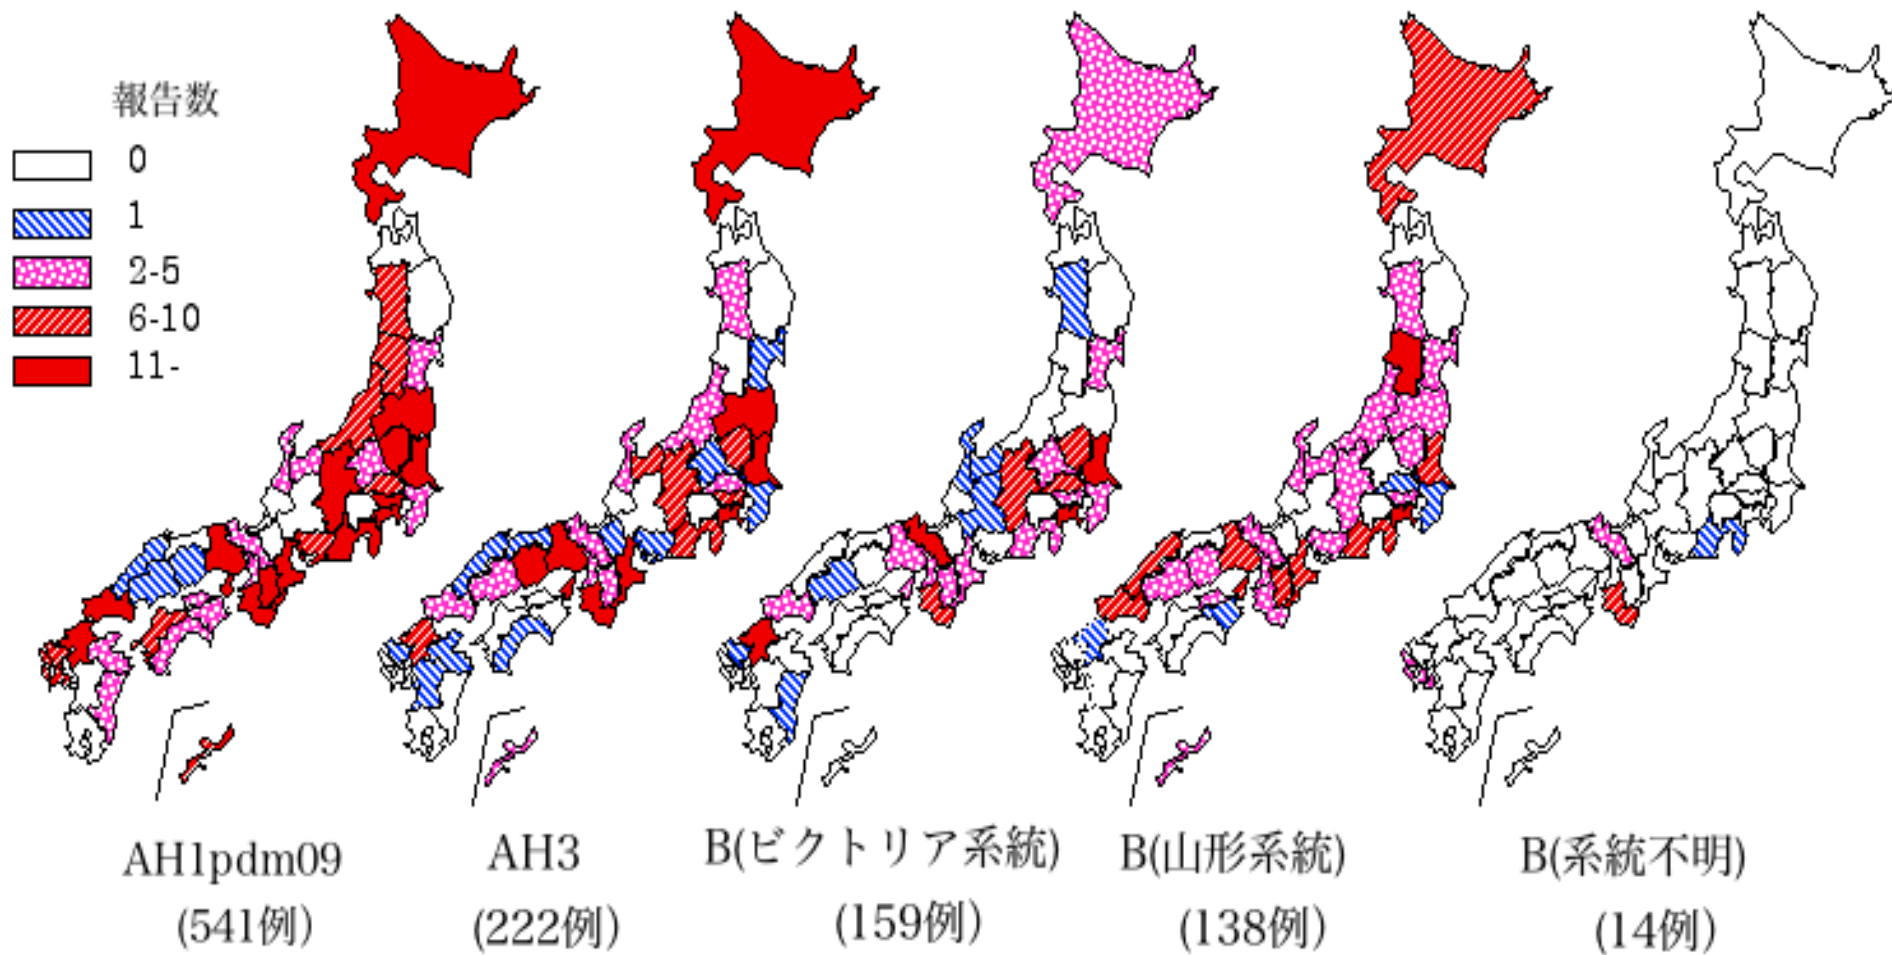 報告数
0
1
2-5
6-10
11-
AH1pdm09
(541例)
AH3
(222例)
B(ビクトリア系統)
(159例)
B(山形系統)
(138例)
B(系統不明)
(14例)